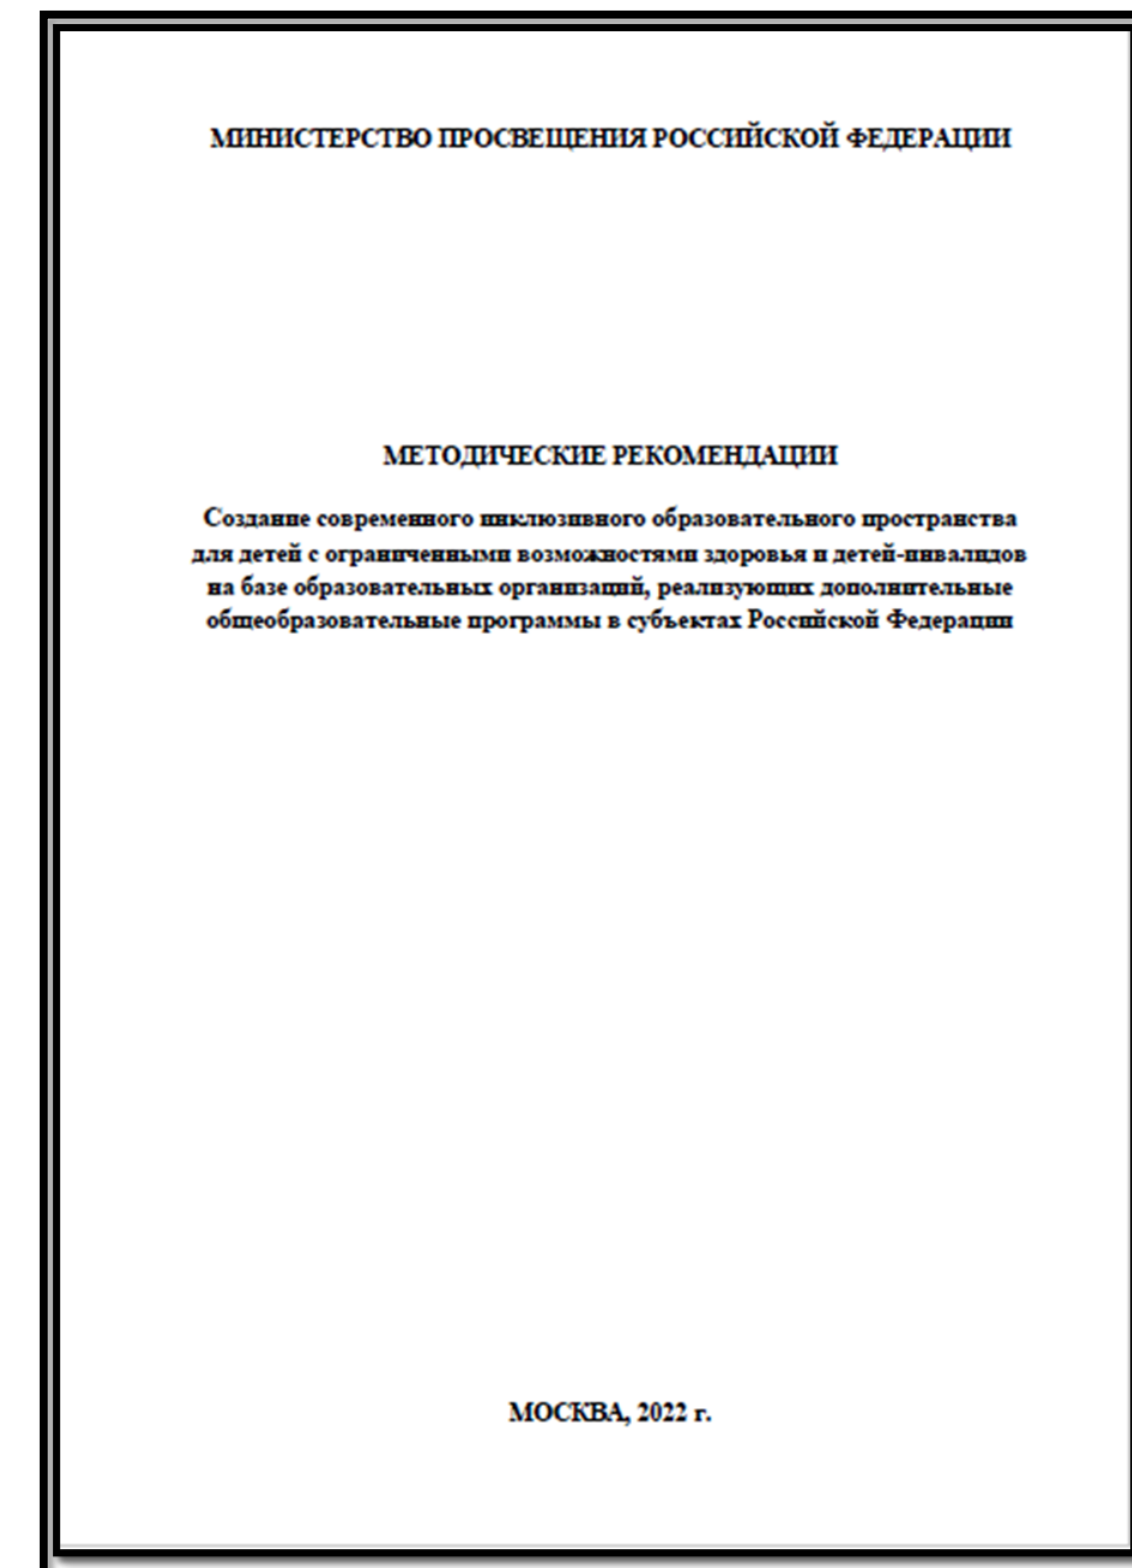 МИНИСТЕРСТВО ПРОСВЕЩЕНИЯ РОССИЙСКОЙ ФЕДЕРАЦИИ
МЕТОДИЧЕСКИЕ РЕКОМЕНДАЦИИ
Создание современного инклюзивного образовательного пространства
для детей с ограниченными возможностями здоровья и детей-инвалидов
на базе образовательных организаций, реализующих дополнительные
общеобразовательные программы в субъектах Российской Федерации
МОСКВА, 2022 г.